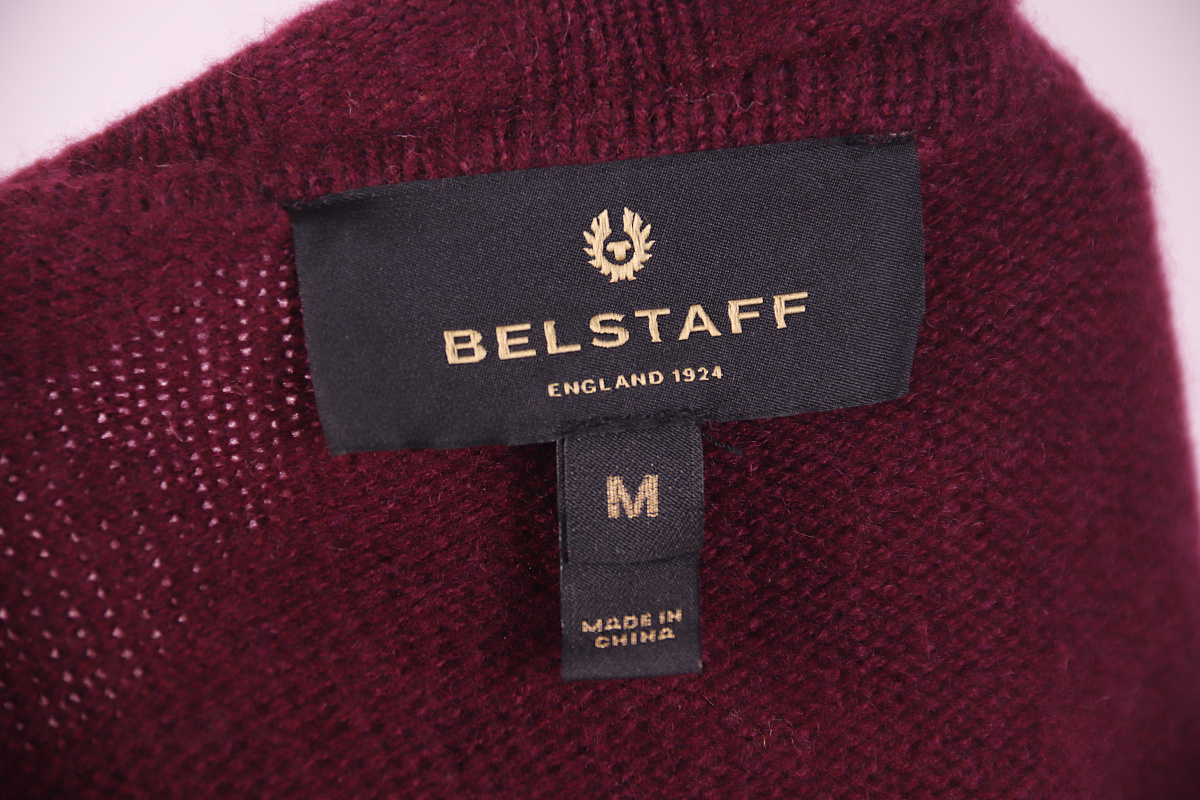 BELSTAFF
ENGLAND 1924
M
MADE IN
CHINA